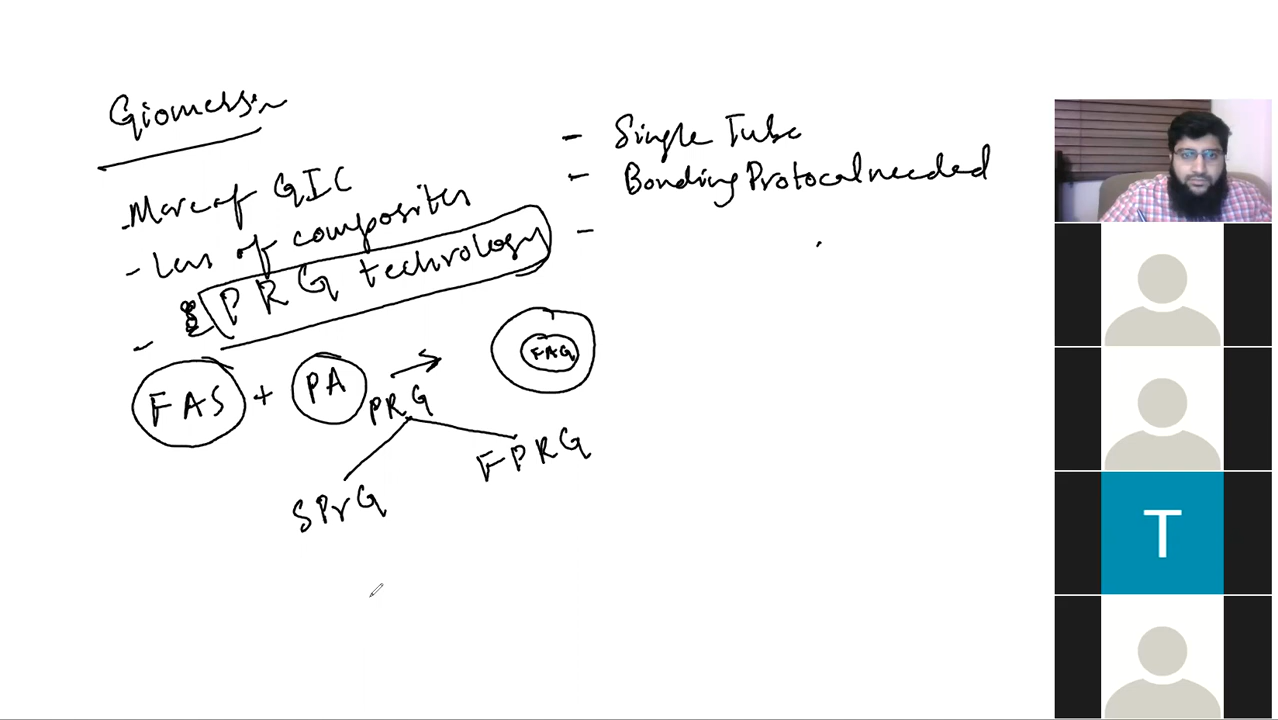 Giomers
- More of GIC
- Less of composites
- PRG technology
FAS + PA → FAG
PRG
SPrG
FPRG
- Single Tube
- Bonding Protocal needed
-
T